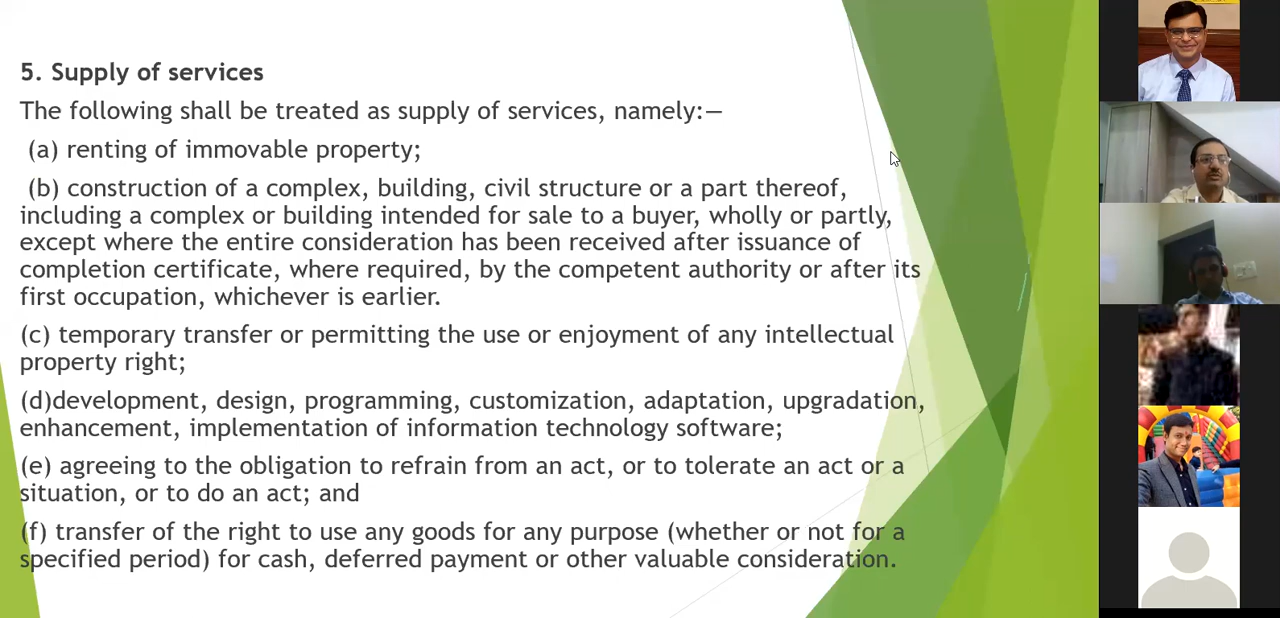 5. Supply of services
The following shall be treated as supply of services, namely:—
(a) renting of immovable property;
(b) construction of a complex, building, civil structure or a part thereof,
including a complex or building intended for sale to a buyer, wholly or partly,
except where the entire consideration has been received after issuance of
completion certificate, where required, by the competent authority or after its
first occupation, whichever is earlier.
(c) temporary transfer or permitting the use or enjoyment of any intellectual
property right;
(d)development, design, programming, customization, adaptation, upgradation,
enhancement, implementation of information technology software;
(e) agreeing to the obligation to refrain from an act, or to tolerate an act or a
situation, or to do an act; and
(f) transfer of the right to use any goods for any purpose (whether or not for a
specified period) for cash, deferred payment or other valuable consideration.